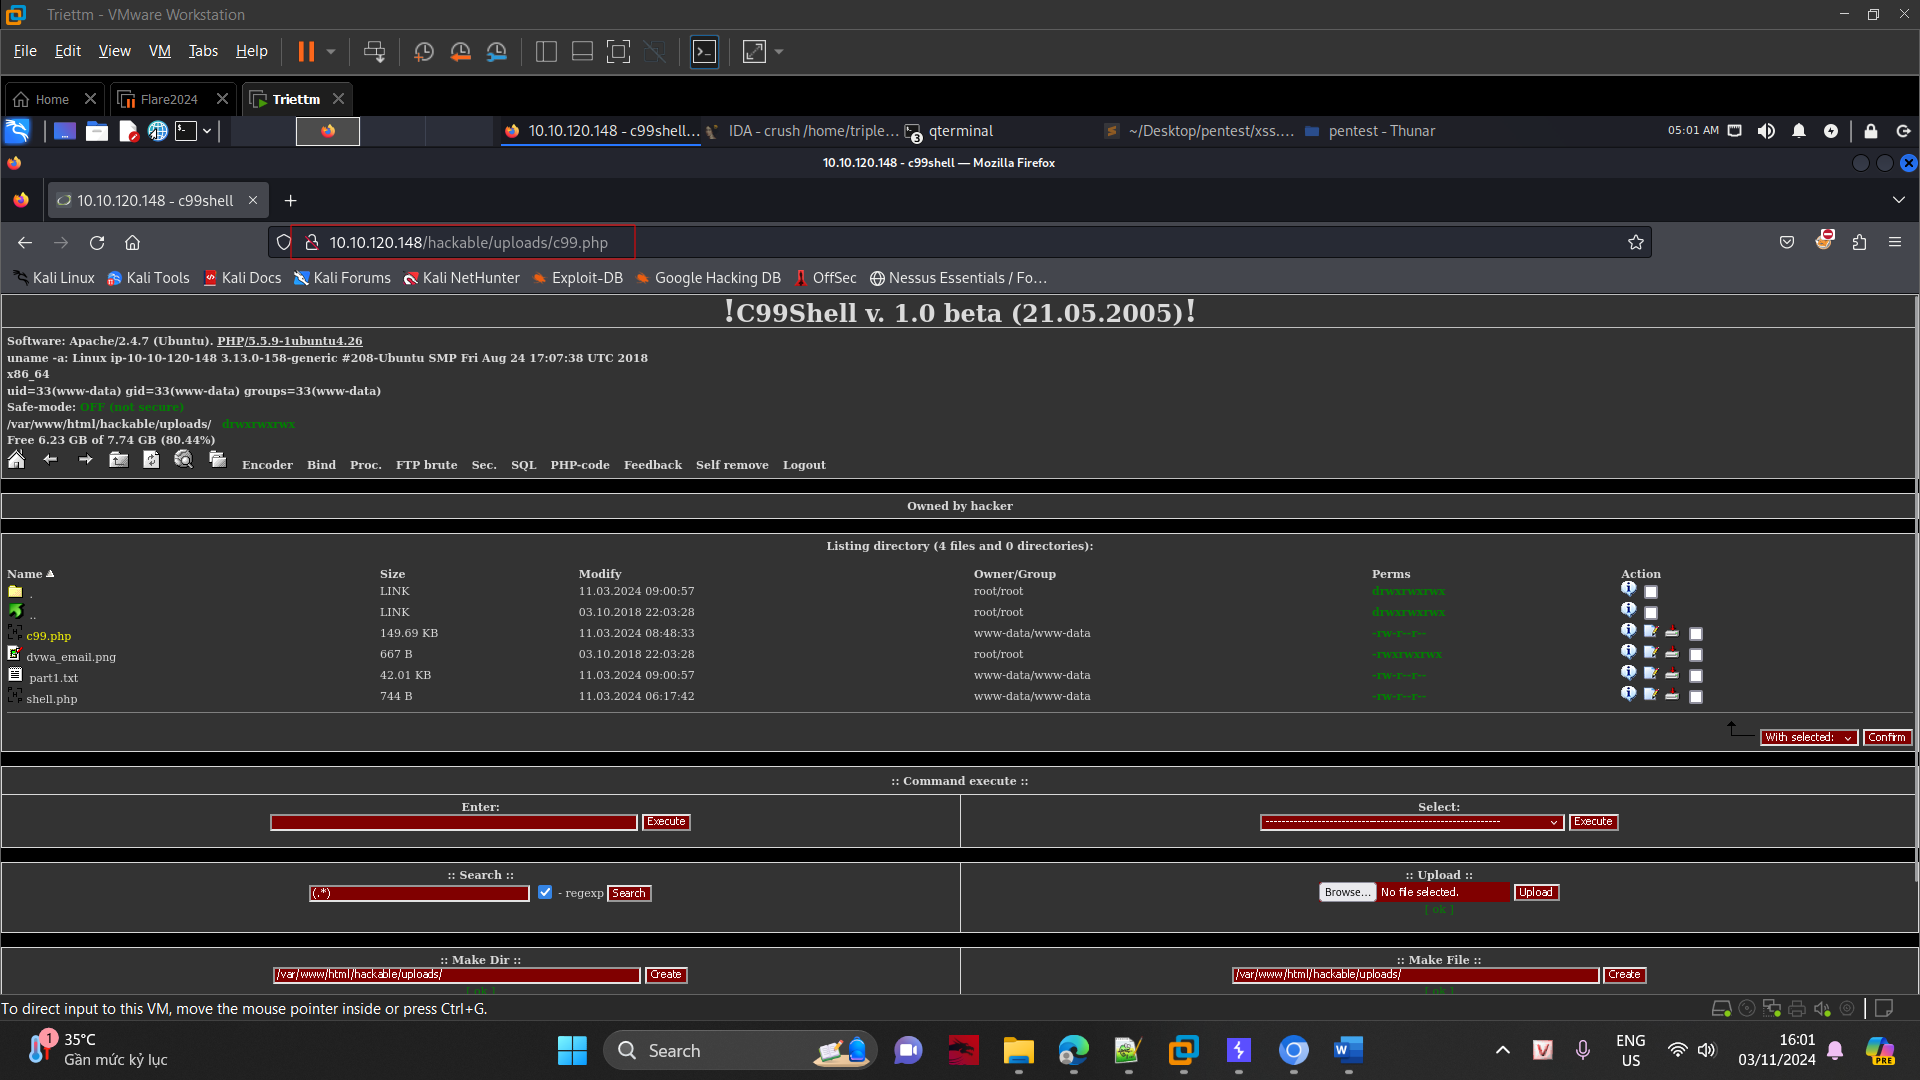 Triettm - VMware Workstation
File Edit View VM Tabs Help
Home Flare2024 Triettm
10.10.120.148 - c99shell... IDA - crush /home/triple... 3 qterminal ~/Desktop/pentest/xss.... pentest - Thunar 05:01 AM
10.10.120.148 - c99shell — Mozilla Firefox
10.10.120.148 - c99shell
10.10.120.148/hackable/uploads/c99.php
Kali Linux Kali Tools Kali Docs Kali Forums Kali NetHunter Exploit-DB Google Hacking DB OffSec Nessus Essentials / Fo...
!C99Shell v. 1.0 beta (21.05.2005)!
Software: Apache/2.4.7 (Ubuntu). PHP/5.5.9-1ubuntu4.26
uname -a: Linux ip-10-10-120-148 3.13.0-158-generic #208-Ubuntu SMP Fri Aug 24 17:07:38 UTC 2018
x86_64
uid=33(www-data) gid=33(www-data) groups=33(www-data)
Safe-mode: OFF (not secure)
/var/www/html/hackable/uploads/ drwxrwxrwx
Free 6.23 GB of 7.74 GB (80.44%)
Encoder Bind Proc. FTP brute Sec. SQL PHP-code Feedback Self remove Logout
Owned by hacker
Listing directory (4 files and 0 directories):
Name Size Modify Owner/Group Perms Action
. LINK 11.03.2024 09:00:57 root/root drwxrwxrwx
.. LINK 03.10.2018 22:03:28 root/root drwxrwxrwx
c99.php 149.69 KB 11.03.2024 08:48:33 www-data/www-data -rw-r--r--
dvwa_email.png 667 B 03.10.2018 22:03:28 root/root -rwxrwxrwx
part1.txt 42.01 KB 11.03.2024 09:00:57 www-data/www-data -rw-r--r--
shell.php 744 B 11.03.2024 06:17:42 www-data/www-data -rw-r--r--
With selected: Confirm
:: Command execute ::
Enter: Select:
Execute ------------------------------------------------------------ Execute
:: Search :: :: Upload ::
(.*) - regexp Search Browse... No file selected. Upload
[ ok ]
:: Make Dir :: :: Make File ::
/var/www/html/hackable/uploads/ Create /var/www/html/hackable/uploads/ Create
[ ok ] [ ok ]
To direct input to this VM, move the mouse pointer inside or press Ctrl+G.
1 35°C
Gần mức kỷ lục
Search
ENG
US
16:01
03/11/2024
PRE